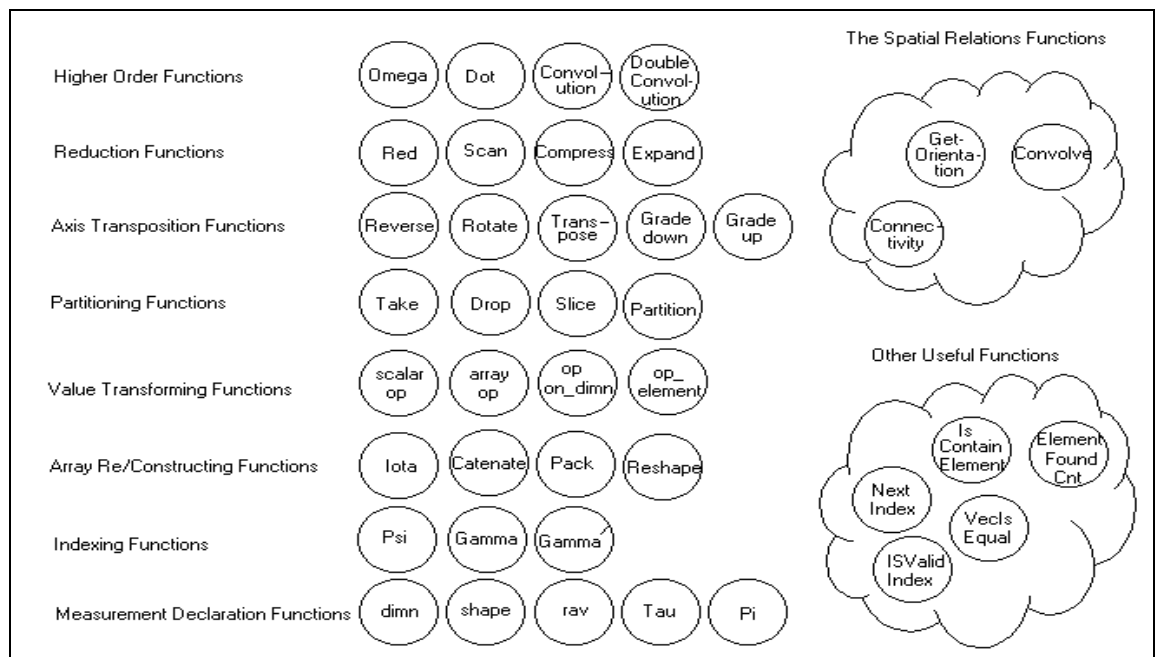 Higher Order Functions
Omega
Dot
Convol-
ution
Double
Convol-
ution
Reduction Functions
Red
Scan
Compress
Expand
Axis Transposition Functions
Reverse
Rotate
Trans-
pose
Grade
down
Grade
up
Partitioning Functions
Take
Drop
Slice
Partition
Value Transforming Functions
scalar
op
array
op
op
on_dimn
op_
element
Array Re/Constructing Functions
Iota
Catenate
Pack
Reshape
Indexing Functions
Psi
Gamma
Gamma´
Measurement Declaration Functions
dimn
shape
rav
Tau
Pi
The Spatial Relations Functions
Get-
Orienta-
tion
Convolve
Connec-
tivity
Other Useful Functions
Is
Contain
Element
Element
Found
Cnt
Next
Index
VecIs
Equal
ISValid
Index